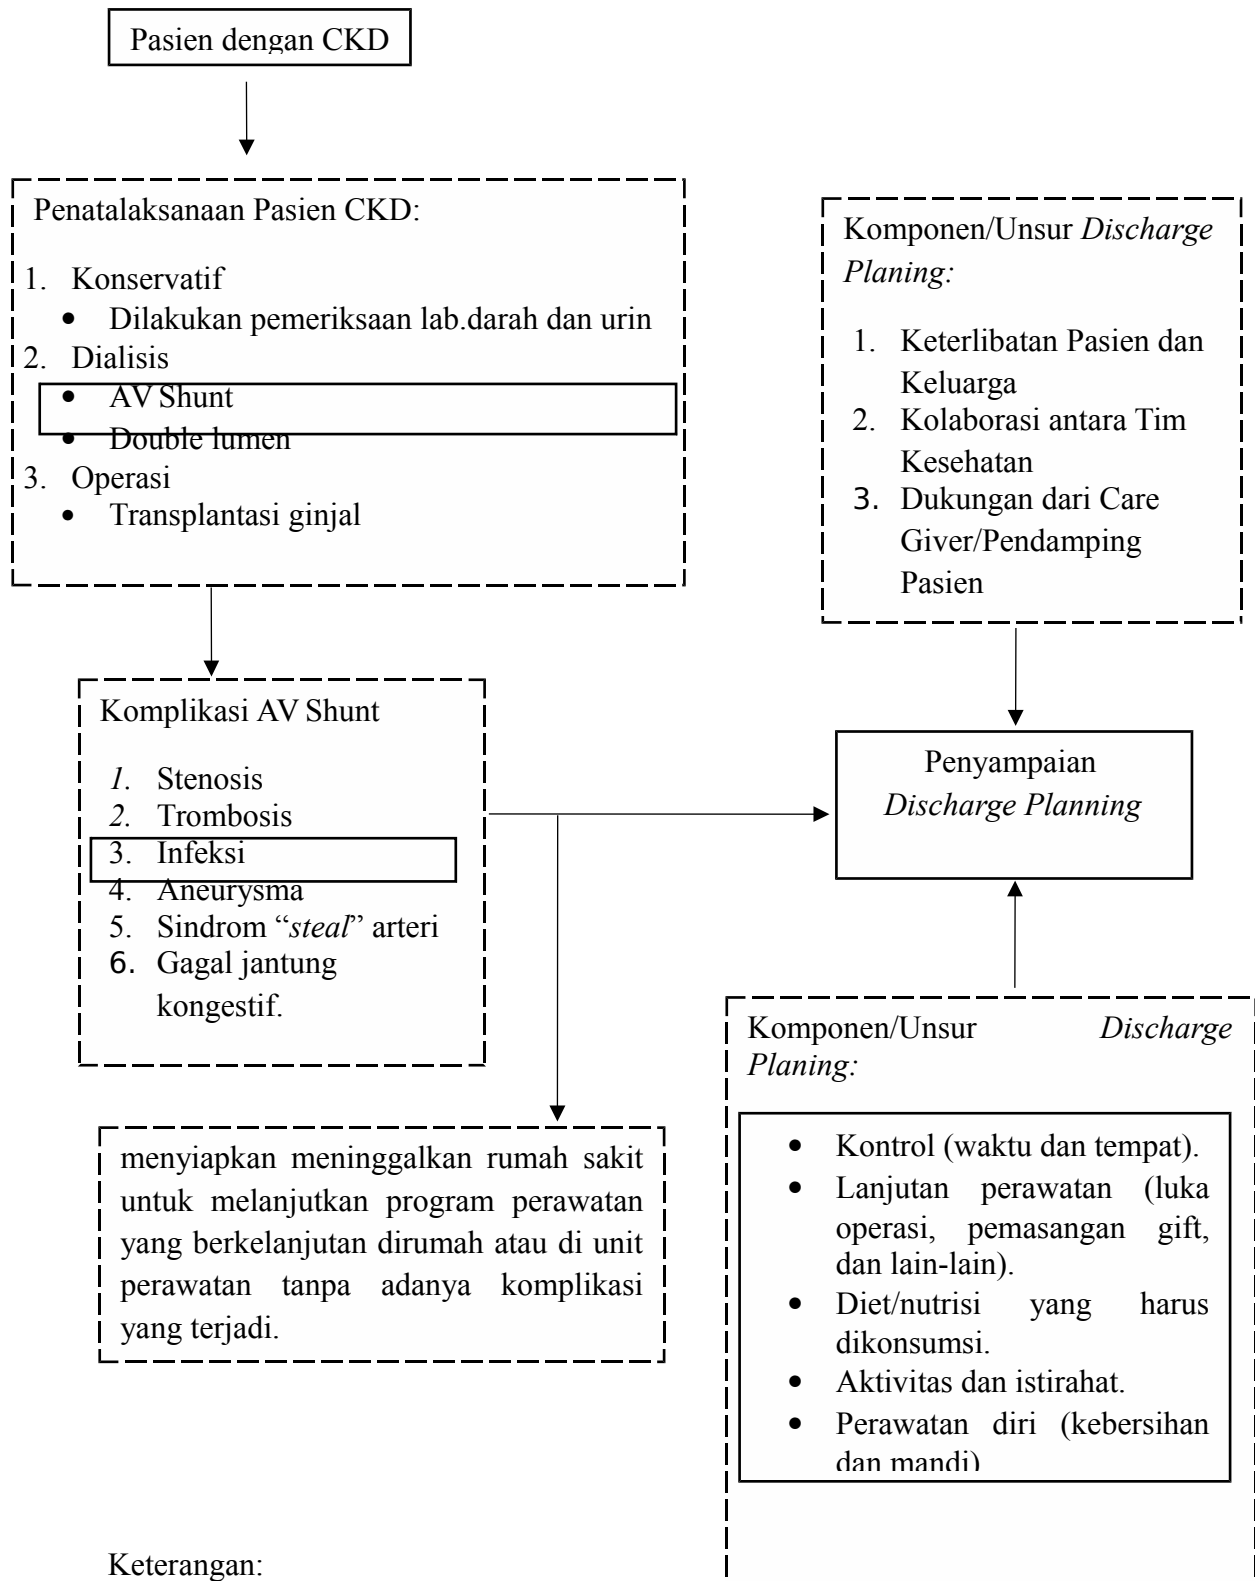 Pasien dengan CKD
Penatalaksanaan Pasien CKD:
1. Konservatif
• Dilakukan pemeriksaan lab.darah dan urin
2. Dialisis
• AV Shunt
• Double lumen
3. Operasi
• Transplantasi ginjal
Komponen/Unsur Discharge
Planing:
1. Keterlibatan Pasien dan
Keluarga
2. Kolaborasi antara Tim
Kesehatan
3. Dukungan dari Care
Giver/Pendamping
Pasien
Komplikasi AV Shunt
1. Stenosis
2. Trombosis
3. Infeksi
4. Aneurysma
5. Sindrom “steal” arteri
6. Gagal jantung
kongestif.
Penyampaian
Discharge Planning
Komponen/Unsur Discharge
Planing:
• Kontrol (waktu dan tempat).
• Lanjutan perawatan (luka
operasi, pemasangan gift,
dan lain-lain).
• Diet/nutrisi yang harus
dikonsumsi.
• Aktivitas dan istirahat.
• Perawatan diri (kebersihan
dan mandi)
menyiapkan meninggalkan rumah sakit
untuk melanjutkan program perawatan
yang berkelanjutan dirumah atau di unit
perawatan tanpa adanya komplikasi
yang terjadi.
Keterangan: